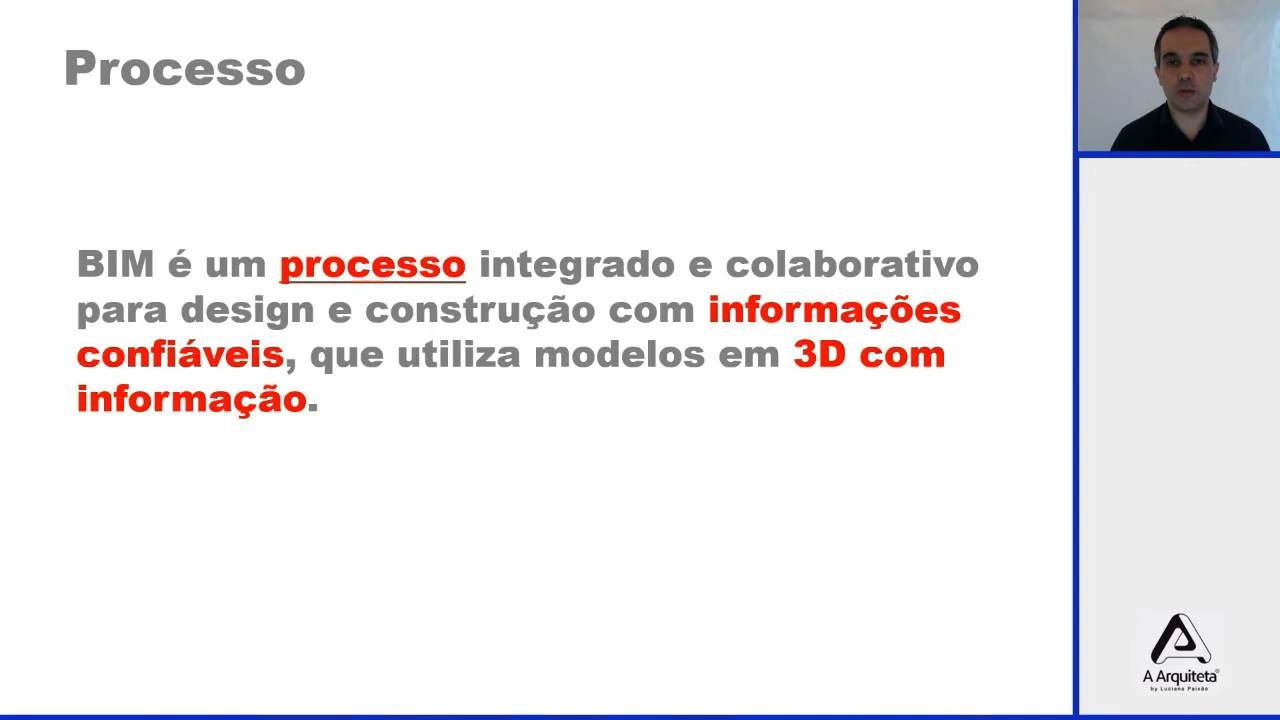 Processo
BIM é um processo integrado e colaborativo
para design e construção com informações
confiáveis, que utiliza modelos em 3D com
informação.
A Arquiteta®
by Luciana Paixão